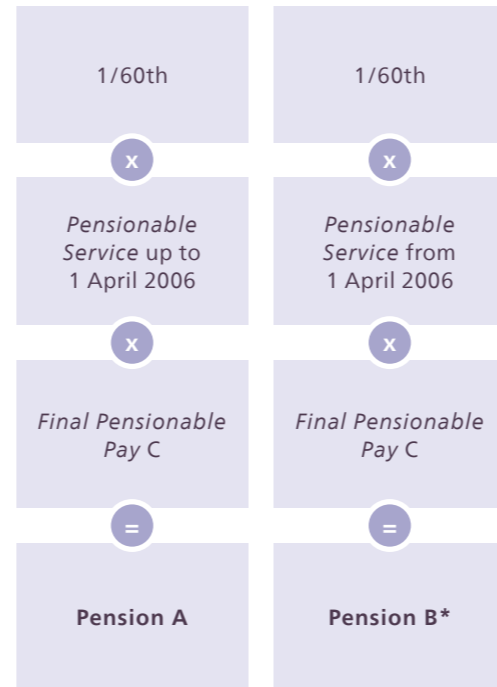 1/60th
x
Pensionable
Service up to
1 April 2006
x
Final Pensionable
Pay C
=
Pension A
1/60th
x
Pensionable
Service from
1 April 2006
x
Final Pensionable
Pay C
=
Pension B*